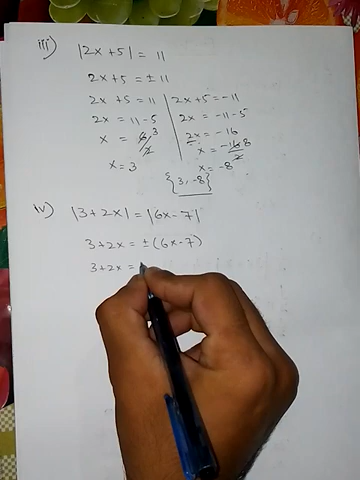 iii) |2x+5| = 11
2x+5 = ±11
2x+5 = 11 | 2x+5 = -11
2x = 11-5 | 2x = -11-5
x = 6 3/2 | 2x = -16
x = -16 8/2
x = 3 | x = -8
{3, -8}
iv) |3+2x| = |6x-7|
3+2x = ±(6x-7)
3+2x =